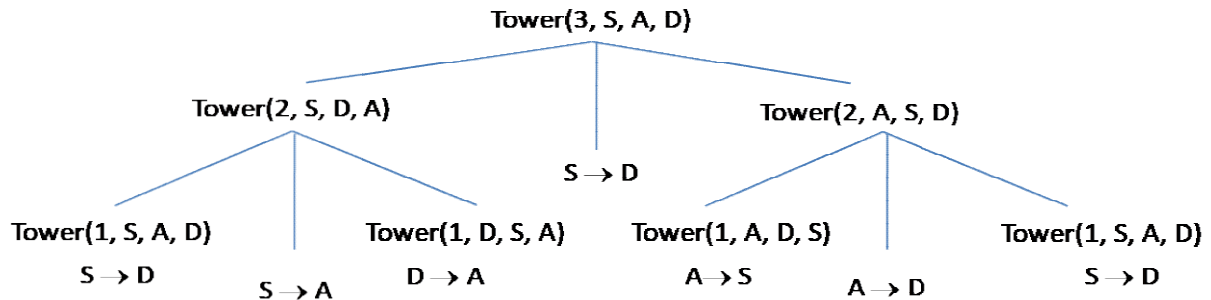 Tower(3, S, A, D)
Tower(2, S, D, A)
Tower(2, A, S, D)
S → D
Tower(1, S, A, D)
Tower(1, D, S, A)
Tower(1, A, D, S)
Tower(1, S, A, D)
S → D
S → A
D → A
A → S
A → D
S → D